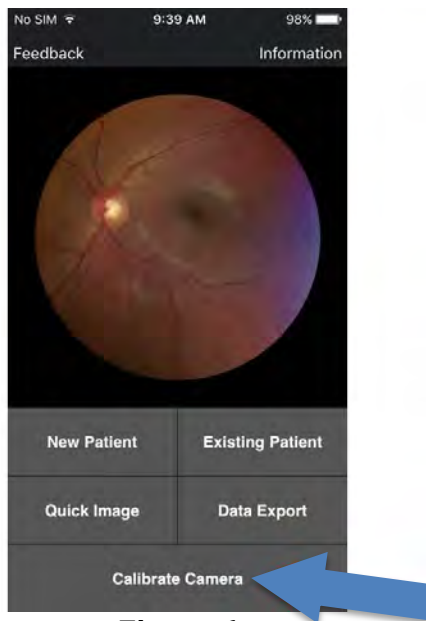 No SIM 9:39 AM 98%
Feedback Information
New Patient Existing Patient
Quick Image Data Export
Calibrate Camera